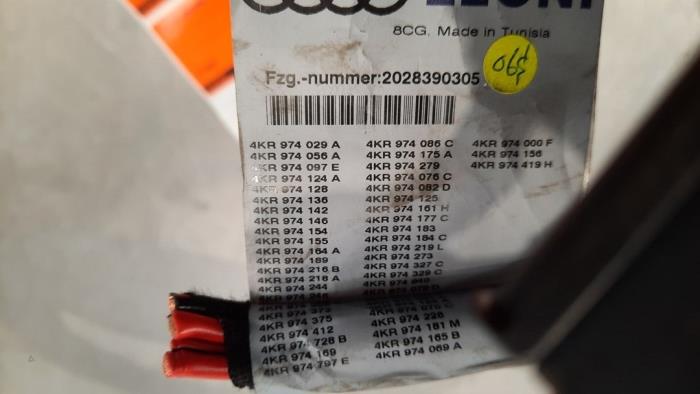 LEONI
8CG, Made in Tunisia
Fzg.-nummer:2028390305
4KR 974 029 A
4KR 974 056 A
4KR 974 097 E
4KR 974 124 A
4KR 974 128
4KR 974 136
4KR 974 142
4KR 974 146
4KR 974 154
4KR 974 155
4KR 974 164 A
4KR 974 189
4KR 974 216 B
4KR 974 218 A
4KR 974 244
4KR 974 375
4KR 974 412
4KR 974 728 B
4KR 974 169
4KR 974 797 E
4KR 974 086 C
4KR 974 175 A
4KR 974 279
4KR 974 076 C
4KR 974 082 D
4KR 974 125
4KR 974 161 H
4KR 974 177 C
4KR 974 183
4KR 974 184 C
4KR 974 219 L
4KR 974 273
4KR 974 327 C
4KR 974 329 C
4KR 974 226
4KR 974 181 M
4KR 974 165 B
4KR 974 069 A
4KR 974 000 F
4KR 974 156
4KR 974 419 H